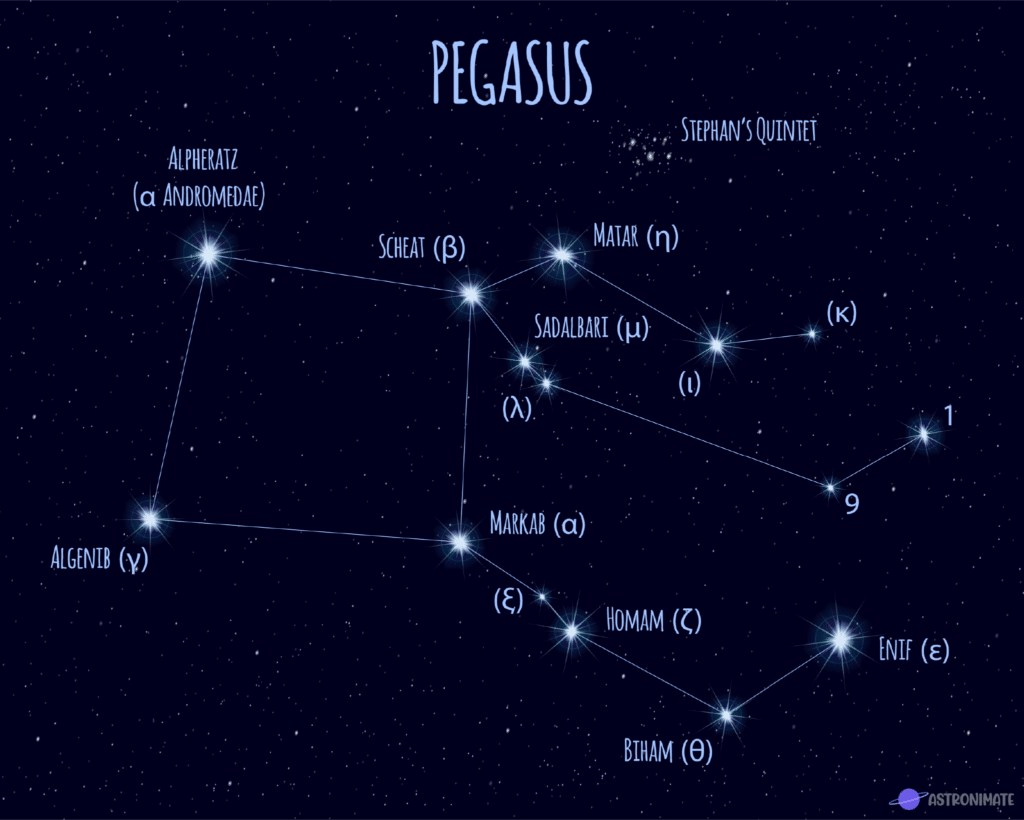 PEGASUS
STEPHAN'S QUINTET
ALPHERATZ
(α ANDROMEDAE)
SCHEAT (β)
MATAR (η)
SADALBARI (μ)
(κ)
(ι)
(λ)
1
9
MARKAB (α)
ALGENIB (γ)
(ξ)
HOMAM (ζ)
ENIF (ε)
BIHAM (θ)
ASTRONIMATE